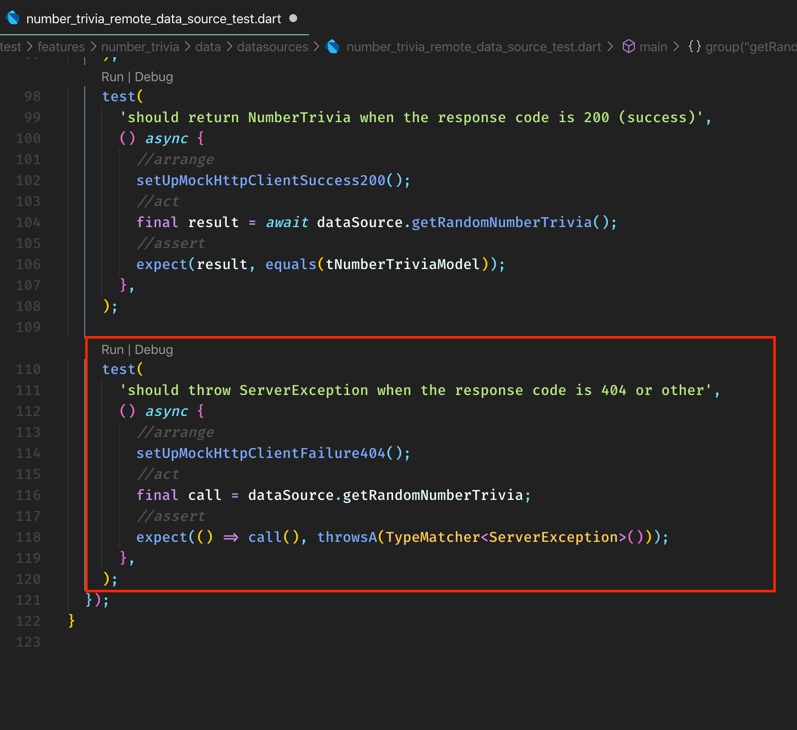 number_trivia_remote_data_source_test.dart ●
test > features > number_trivia > data > datasources > number_trivia_remote_data_source_test.dart > main > {} group("getRand
);
Run | Debug
98 test(
99 'should return NumberTrivia when the response code is 200 (success)',
100 () async {
101 //arrange
102 setUpMockHttpClientSuccess200();
103 //act
104 final result = await dataSource.getRandomNumberTrivia();
105 //assert
106 expect(result, equals(tNumberTriviaModel));
107 },
108 );
109
Run | Debug
110 test(
111 'should throw ServerException when the response code is 404 or other',
112 () async {
113 //arrange
114 setUpMockHttpClientFailure404();
115 //act
116 final call = dataSource.getRandomNumberTrivia;
117 //assert
118 expect(() => call(), throwsA(TypeMatcher<ServerException>()));
119 },
120 );
121 });
122 }
123